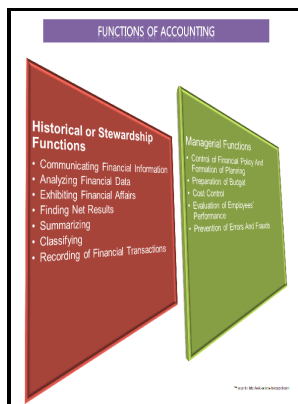 FUNCTIONS OF ACCOUNTING
Historical or Stewardship
Functions
• Communicating Financial Information
• Analyzing Financial Data
• Exhibiting Financial Affairs
• Finding Net Results
• Summarizing
• Classifying
• Recording of Financial Transactions
Managerial Functions
• Control of Financial Policy And
Formation of Planning
• Preparation of Budget
• Cost Control
• Evaluation of Employees'
Performance
• Prevention of Errors And Frauds